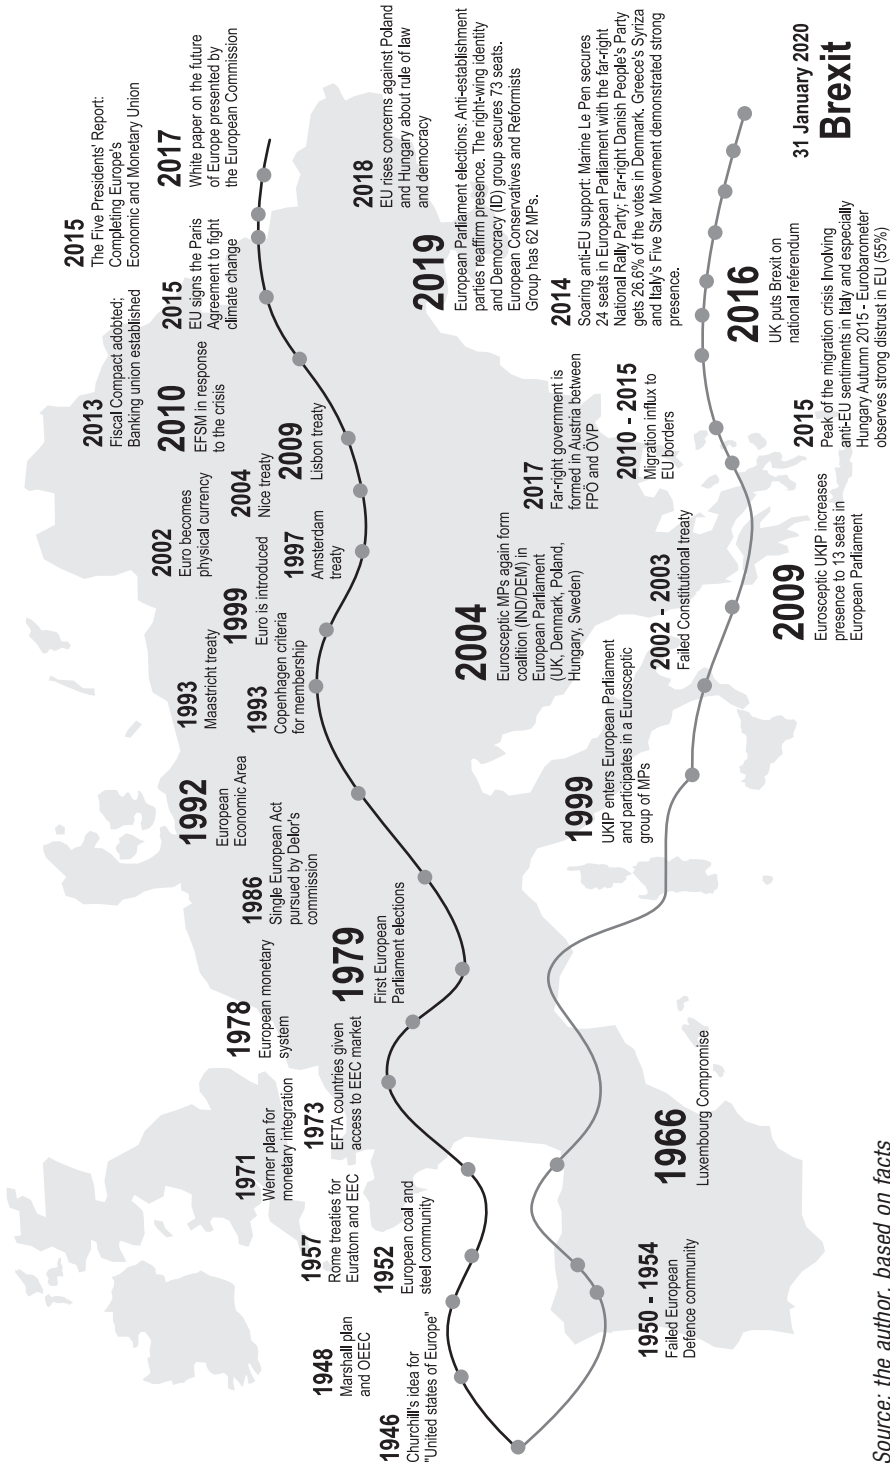 1946
Churchill's idea for
"United states of Europe"
1948
Marshall plan
and OEEC
1952
European coal and
steel community
1957
Rome treaties for
Euratom and EEC
1971
Werner plan for
monetary integration
1973
EFTA countries given
access to EEC market
1978
European monetary
system
1979
First European
Parliament elections
1986
Single European Act
pursued by Delor's
commission
1992
European
Economic Area
1993
Maastricht treaty
1993
Copenhagen criteria
for membership
1999
Euro is introduced
1997
Amsterdam
treaty
2002
Euro becomes
physical currency
2004
Nice treaty
2009
Lisbon treaty
2010
EFSM in response
to the crisis
2013
Fiscal Compact adobted;
Banking union established
2015
EU signs the Paris
Agreement to fight
climate change
2015
The Five Presidents' Report:
Completing Europe's
Economic and Monetary Union
2017
White paper on the future
of Europe presented by
the European Commission
1950 - 1954
Failed European
Defence community
1966
Luxembourg Compromise
1999
UKIP enters European Parliament
and participates in a Eurosceptic
group of MPs
2002 - 2003
Failed Constitutional treaty
2004
Eurosceptic MPs again form
coalition (IND/DEM) in
European Parliament
(UK, Denmark, Poland,
Hungary, Sweden)
2009
Eurosceptic UKIP increases
presence to 13 seats in
European Parliament
2010 - 2015
Migration influx to
EU borders
2017
Far-right government is
formed in Austria between
FPÖ and ÖVP
2014
Soaring anti-EU support: Marine Le Pen secures
24 seats in European Parliament with the far-right
National Rally Party; Far-right Danish People's Party
gets 26.6% of the votes in Denmark. Greece's Syriza
and Italy's Five Star Movement demonstrated strong
presence.
2015
Peak of the migration crisis Involving
anti-EU sentiments in Italy and especially
Hungary Autumn 2015 - Eurobarometer
observes strong distrust in EU (55%)
2016
UK puts Brexit on
national referendum
2018
EU rises concerns against Poland
and Hungary about rule of law
and democracy
2019
European Parliament elections: Anti-establishment
parties reaffirm presence. The right-wing identity
and Democracy (ID) group secures 73 seats.
European Conservatives and Reformists
Group has 62 MPs.
31 January 2020
Brexit
Source: the author, based on facts